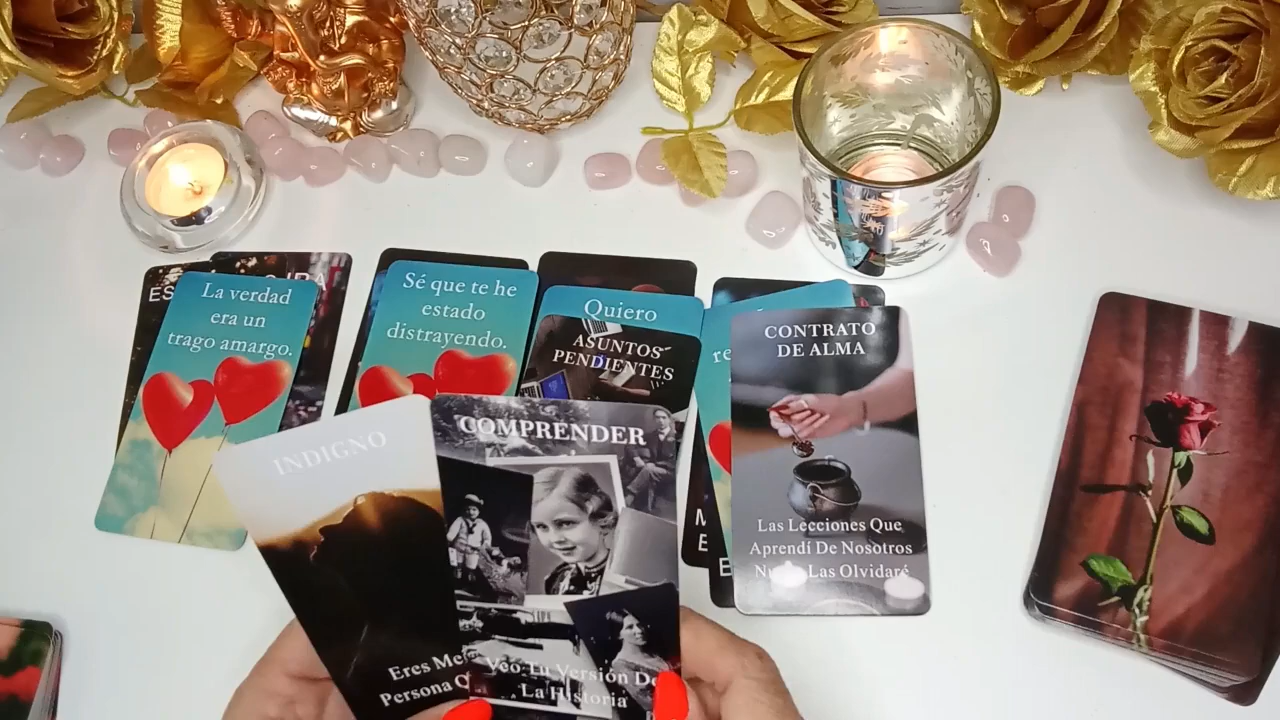 La verdad
era un
trago amargo.
Sé que te he
estado
distrayendo.
Quiero
ASUNTOS
PENDIENTES
CONTRATO
DE ALMA
Las Lecciones Que
Aprendí De Nosotros
Las Olvidaré
INDIGNO
Eres
Persona
COMPRENDER
Veo Tu Versión De
La Historia